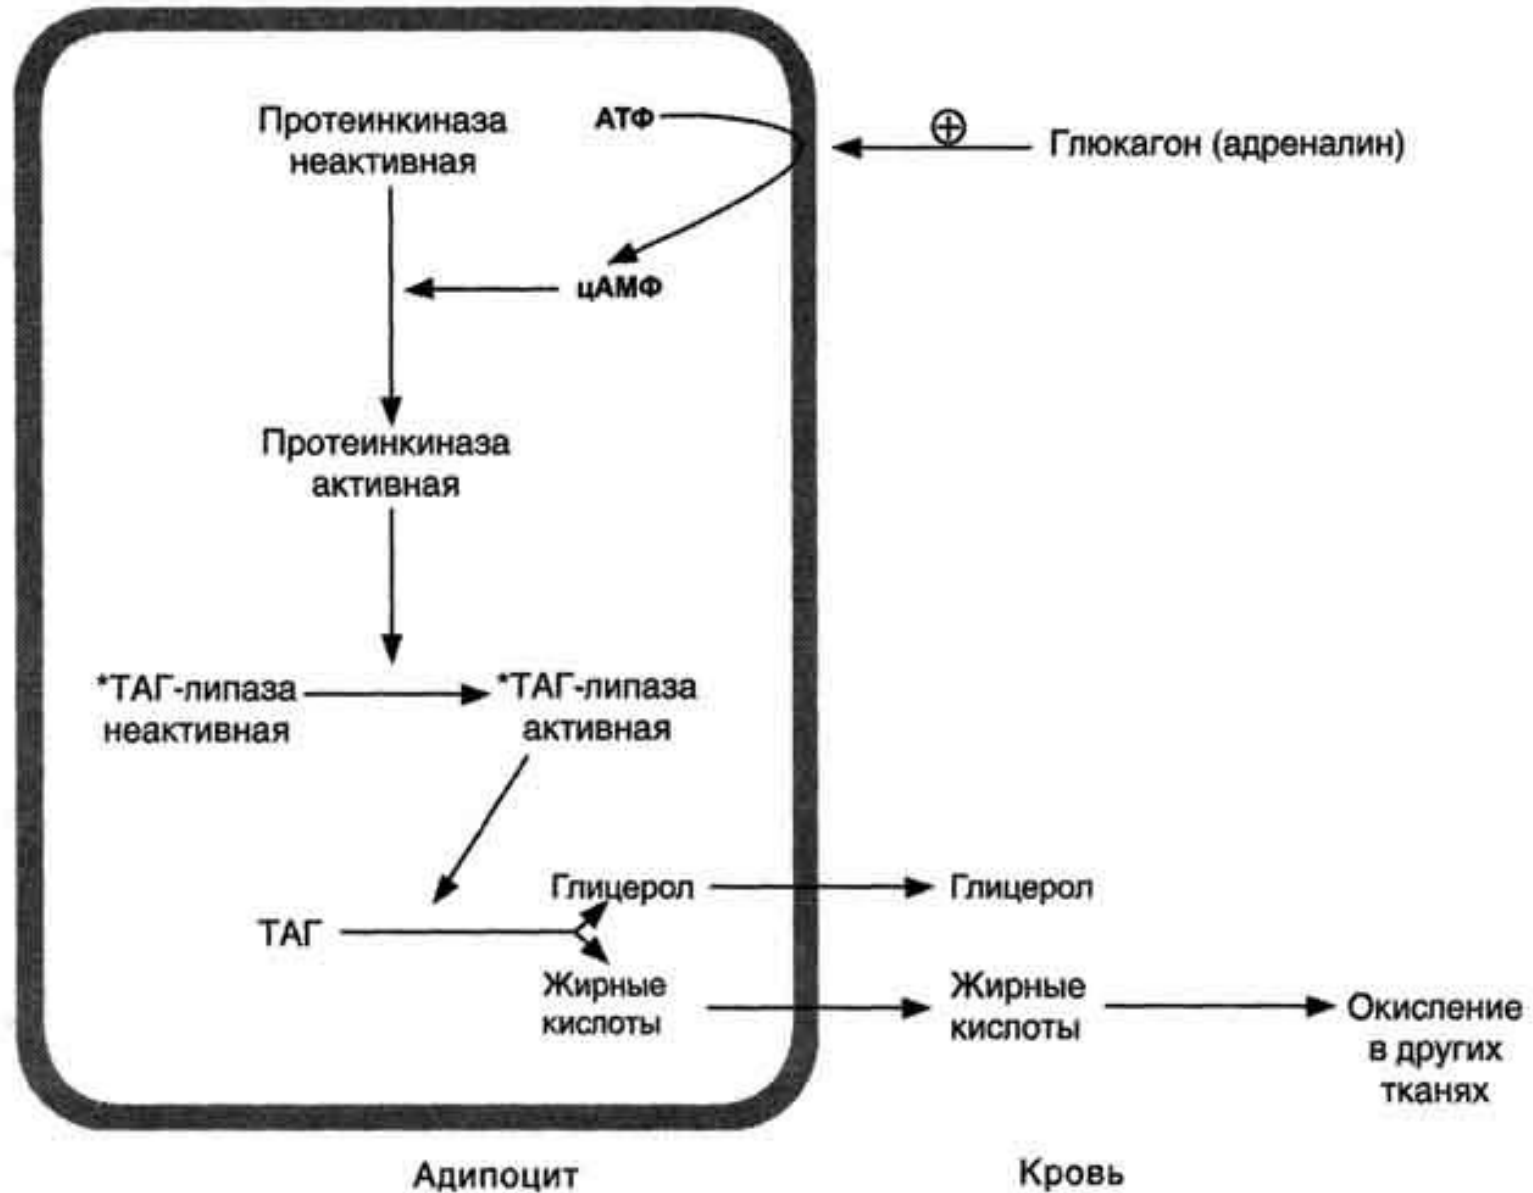 Протеинкиназа
неактивная
АТФ
Глюкагон (адреналин)
цАМФ
Протеинкиназа
активная
*ТАГ-липаза
неактивная
*ТАГ-липаза
активная
ТАГ
Глицерол
Глицерол
Жирные
кислоты
Жирные
кислоты
Окисление
в других
тканях
Адипоцит
Кровь